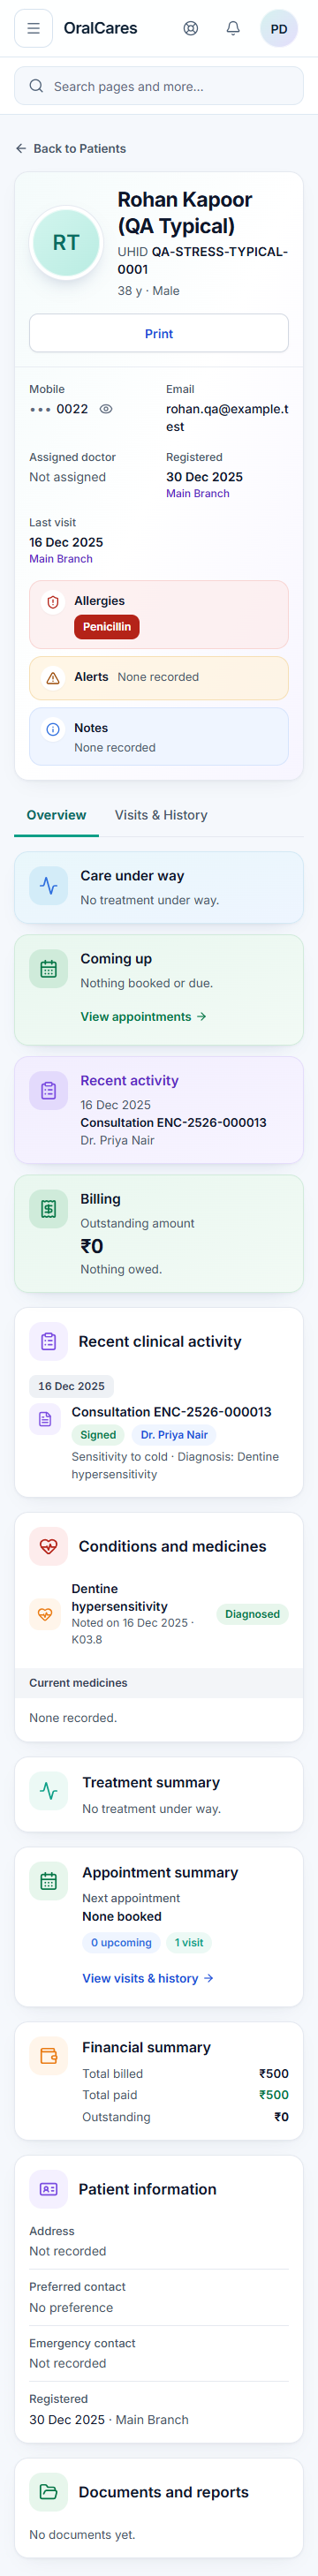 OralCares
PD
Search pages and more...
← Back to Patients
RT
Rohan Kapoor
(QA Typical)
UHID QA-STRESS-TYPICAL-
0001
38 y · Male
Print
Mobile
••• 0022
Email
rohan.qa@example.t
est
Assigned doctor
Not assigned
Registered
30 Dec 2025
Main Branch
Last visit
16 Dec 2025
Main Branch
Allergies
Penicillin
Alerts None recorded
Notes
None recorded
Overview
Visits & History
Care under way
No treatment under way.
Coming up
Nothing booked or due.
View appointments →
Recent activity
16 Dec 2025
Consultation ENC-2526-000013
Dr. Priya Nair
Billing
Outstanding amount
₹0
Nothing owed.
Recent clinical activity
16 Dec 2025
Consultation ENC-2526-000013
Signed
Dr. Priya Nair
Sensitivity to cold · Diagnosis: Dentine
hypersensitivity
Conditions and medicines
Dentine
hypersensitivity
Noted on 16 Dec 2025 ·
K03.8
Diagnosed
Current medicines
None recorded.
Treatment summary
No treatment under way.
Appointment summary
Next appointment
None booked
0 upcoming
1 visit
View visits & history →
Financial summary
Total billed ₹500
Total paid ₹500
Outstanding ₹0
Patient information
Address
Not recorded
Preferred contact
No preference
Emergency contact
Not recorded
Registered
30 Dec 2025 · Main Branch
Documents and reports
No documents yet.